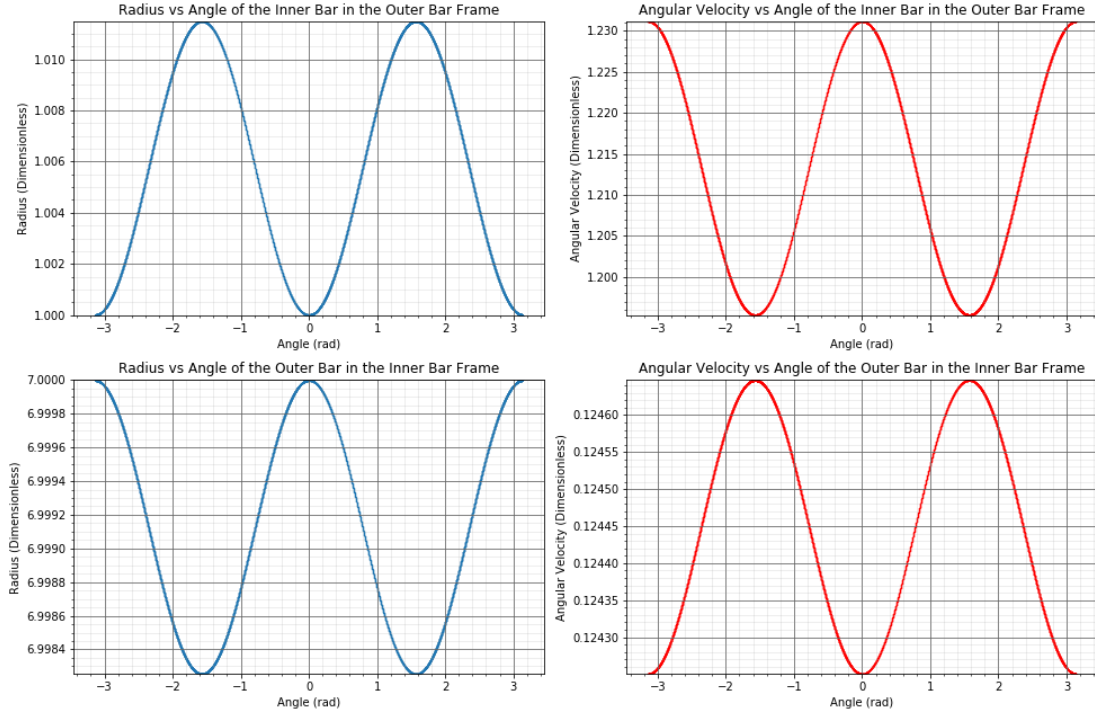 Radius vs Angle of the Inner Bar in the Outer Bar Frame
Radius (Dimensionless)
1.010
1.008
1.006
1.004
1.002
1.000
−3 −2 −1 0 1 2 3
Angle (rad)
Angular Velocity vs Angle of the Inner Bar in the Outer Bar Frame
Angular Velocity (Dimensionless)
1.230
1.225
1.220
1.215
1.210
1.205
1.200
−3 −2 −1 0 1 2 3
Angle (rad)
Radius vs Angle of the Outer Bar in the Inner Bar Frame
Radius (Dimensionless)
7.0000
6.9998
6.9996
6.9994
6.9992
6.9990
6.9988
6.9986
6.9984
−3 −2 −1 0 1 2 3
Angle (rad)
Angular Velocity vs Angle of the Outer Bar in the Inner Bar Frame
Angular Velocity (Dimensionless)
0.12460
0.12455
0.12450
0.12445
0.12440
0.12435
0.12430
−3 −2 −1 0 1 2 3
Angle (rad)